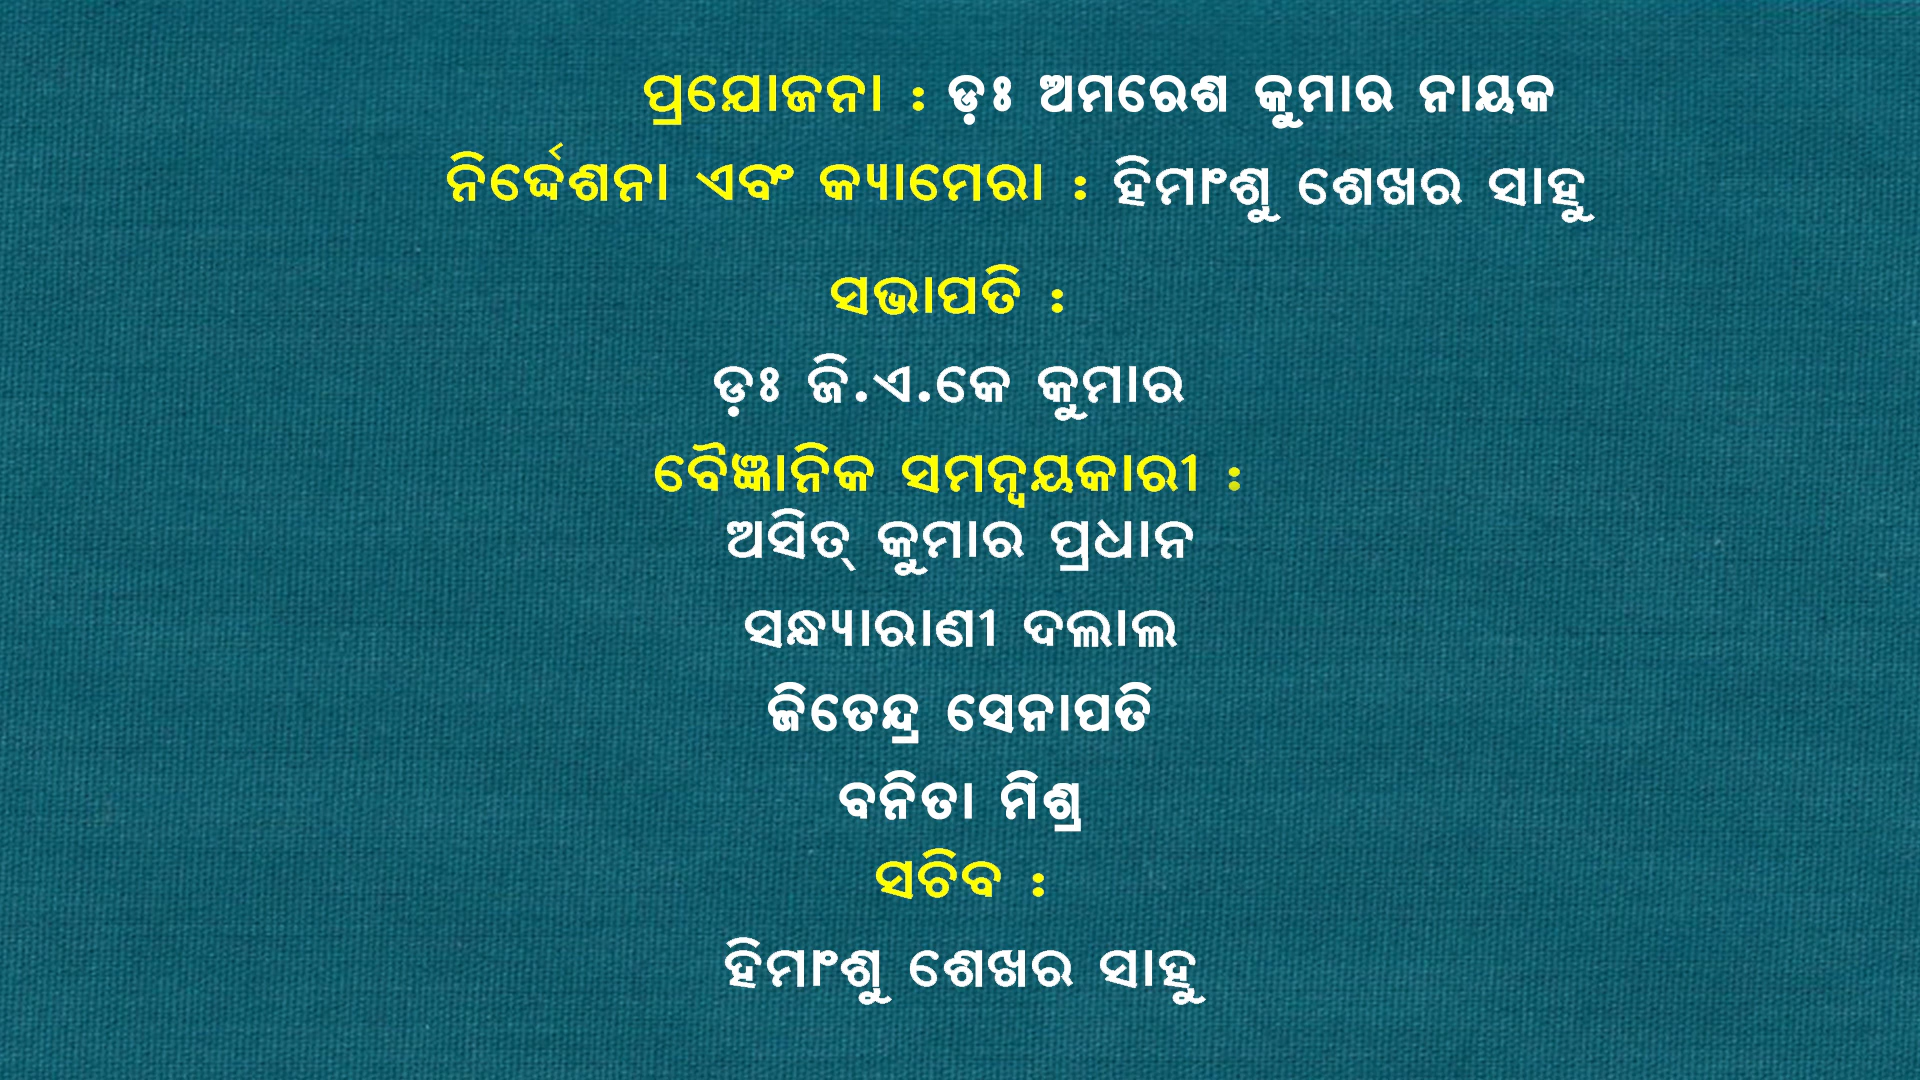 ପ୍ରଯୋଜନା : ଡ଼ଃ ଅମରେଶ କୁମାର ନାୟକ
ନିର୍ଦ୍ଦେଶନା ଏବଂ କ୍ୟାମେରା : ହିମାଂଶୁ ଶେଖର ସାହୁ
ସଭାପତି :
ଡ଼ଃ ଜି.ଏ.କେ କୁମାର
ବୈଜ୍ଞାନିକ ସମନ୍ୱୟକାରୀ :
ଅସିତ୍ କୁମାର ପ୍ରଧାନ
ସନ୍ଧ୍ୟାରାଣୀ ଦଲାଲ
ଜିତେନ୍ଦ୍ର ସେନାପତି
ବନିତା ମିଶ୍ର
ସଚିବ :
ହିମାଂଶୁ ଶେଖର ସାହୁ